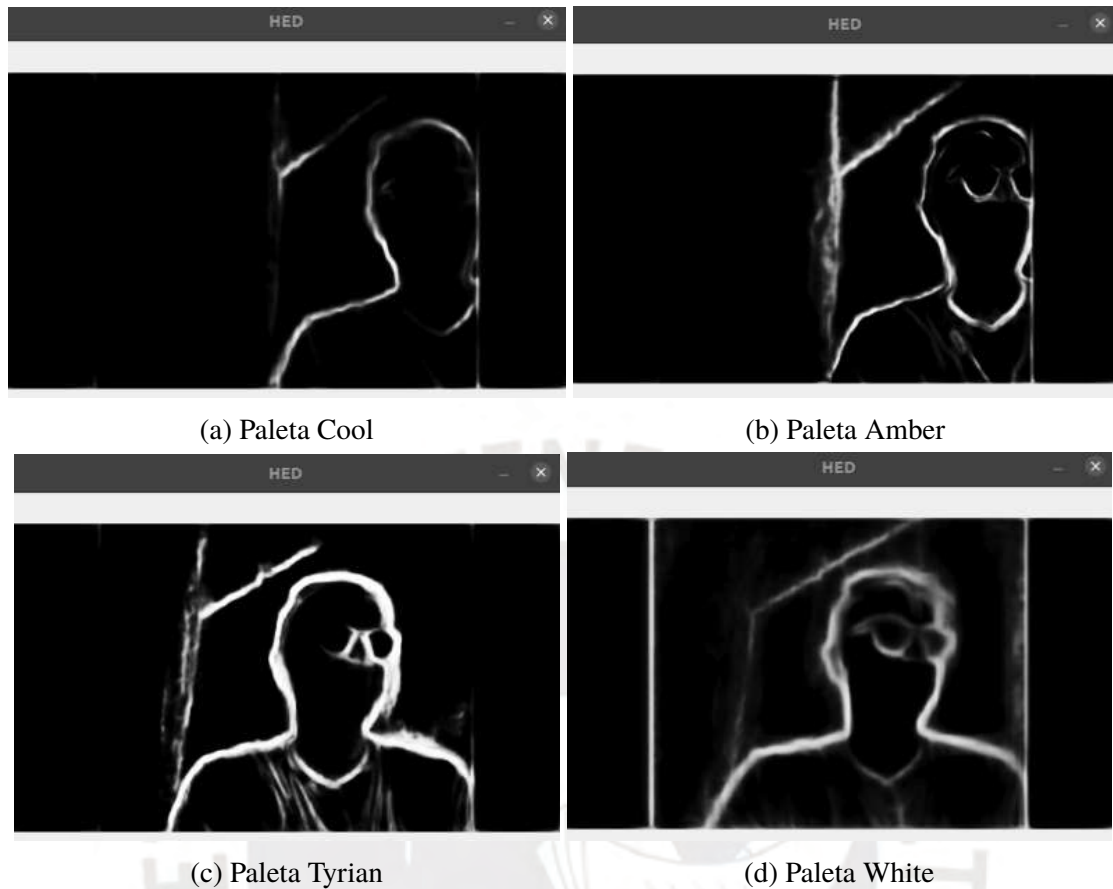 HED
HED
(a) Paleta Cool
(b) Paleta Amber
HED
HED
(c) Paleta Tyrian
(d) Paleta White